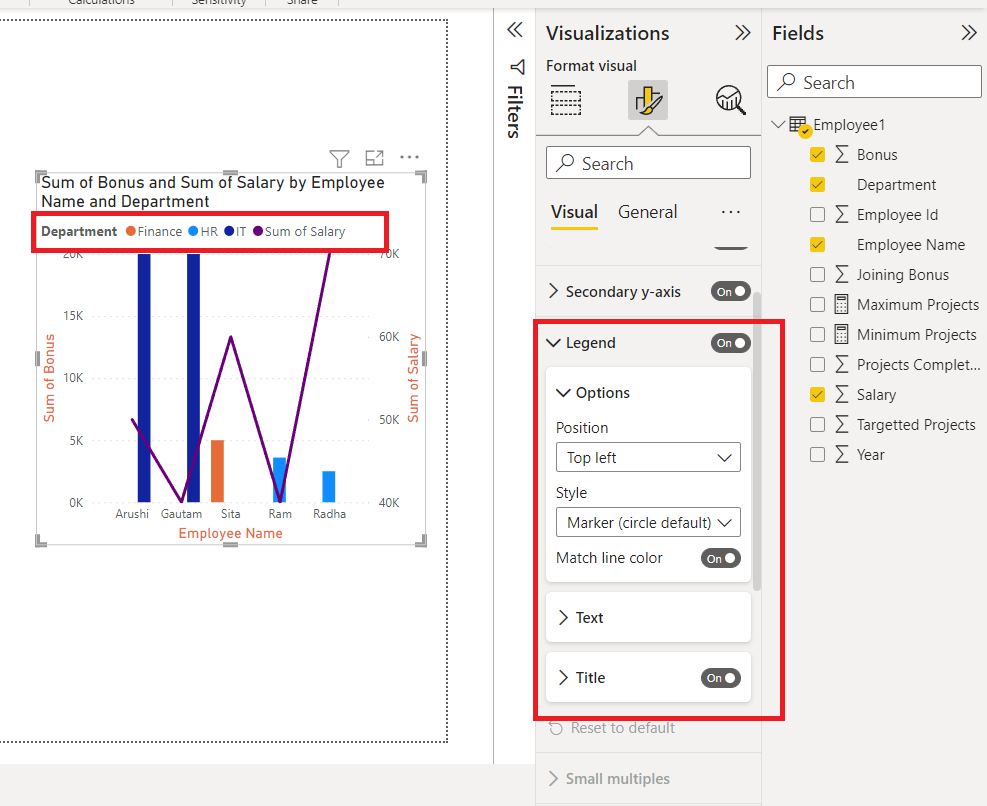 Calculations
Sensitivity
Share
Sum of Bonus and Sum of Salary by Employee
Name and Department
Department Finance HR IT Sum of Salary
20K
15K
10K
5K
0K
Sum of Bonus
70K
60K
50K
40K
Sum of Salary
Arushi Gautam Sita Ram Radha
Employee Name
Filters
Visualizations
Format visual
Search
Visual General ...
Secondary y-axis On
Legend On
Options
Position
Top left
Style
Marker (circle default)
Match line color On
Text
Title On
Reset to default
Small multiples
Fields
Search
Employee1
Σ Bonus
Department
Σ Employee Id
Employee Name
Σ Joining Bonus
Maximum Projects
Minimum Projects
Σ Projects Complet...
Σ Salary
Σ Targetted Projects
Σ Year